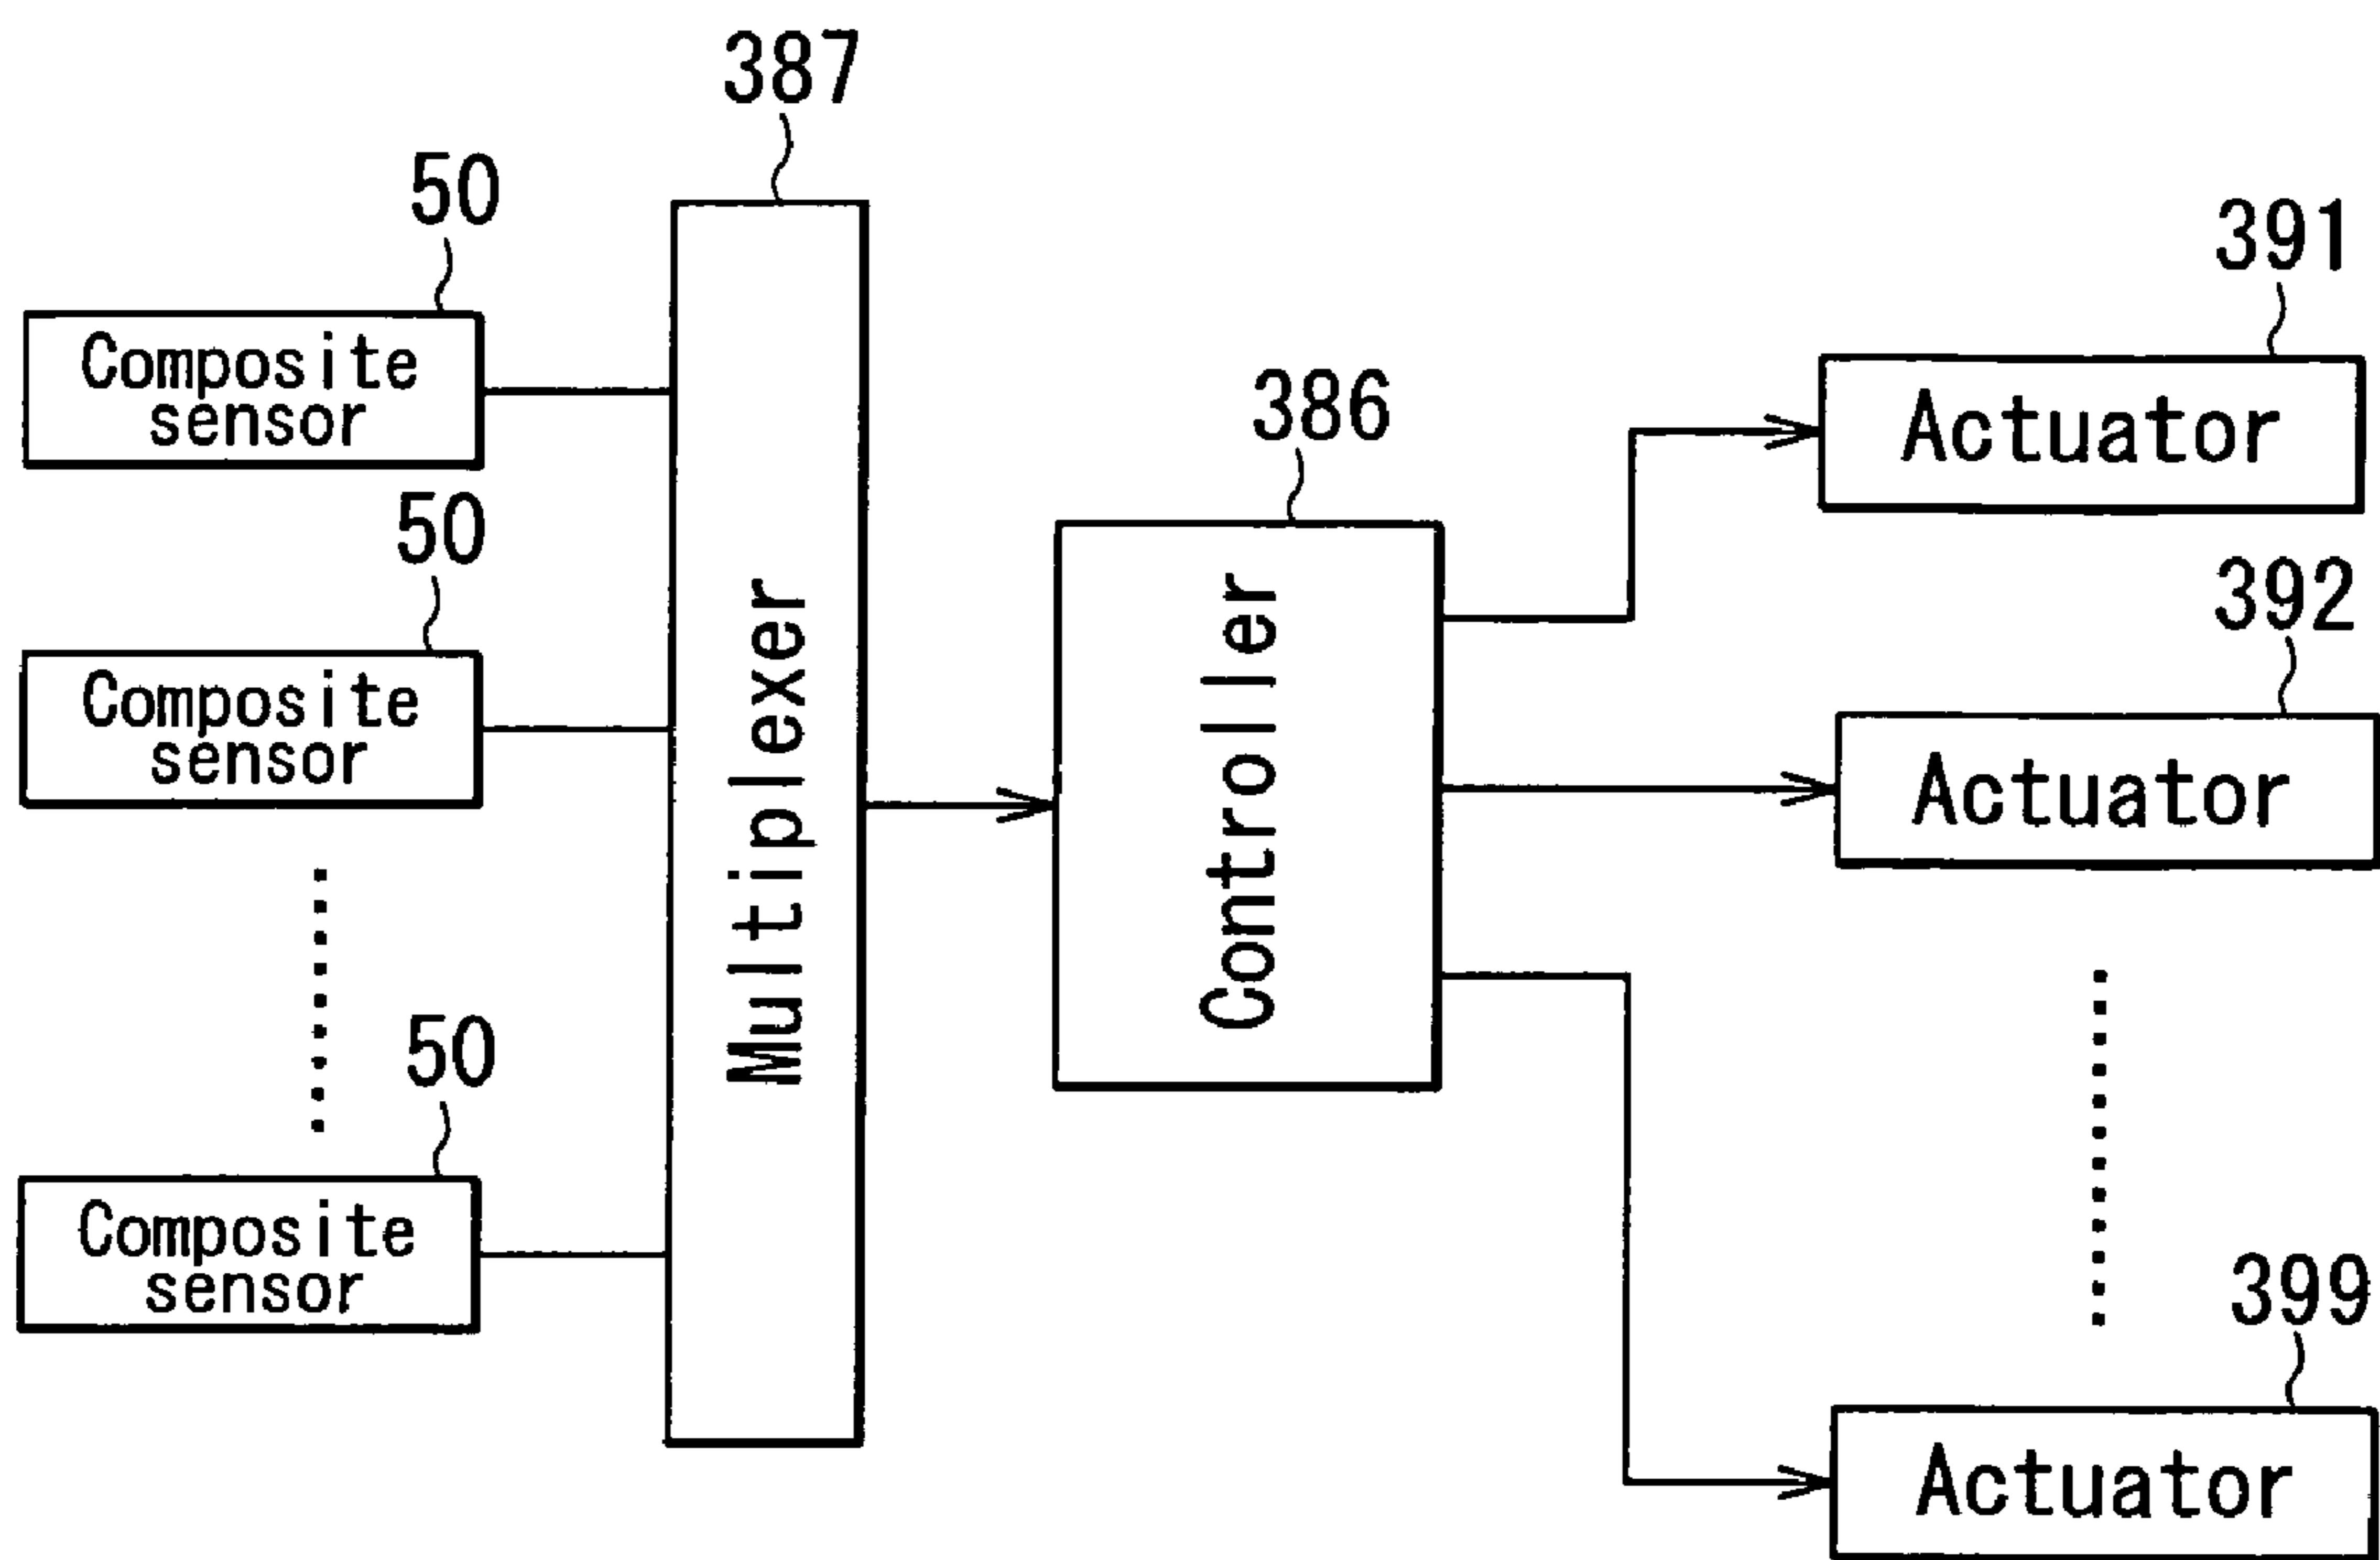 387
50
Composite
sensor
50
Composite
sensor
50
Composite
sensor
Multiplexer
386
Controller
391
Actuator
392
Actuator
399
Actuator